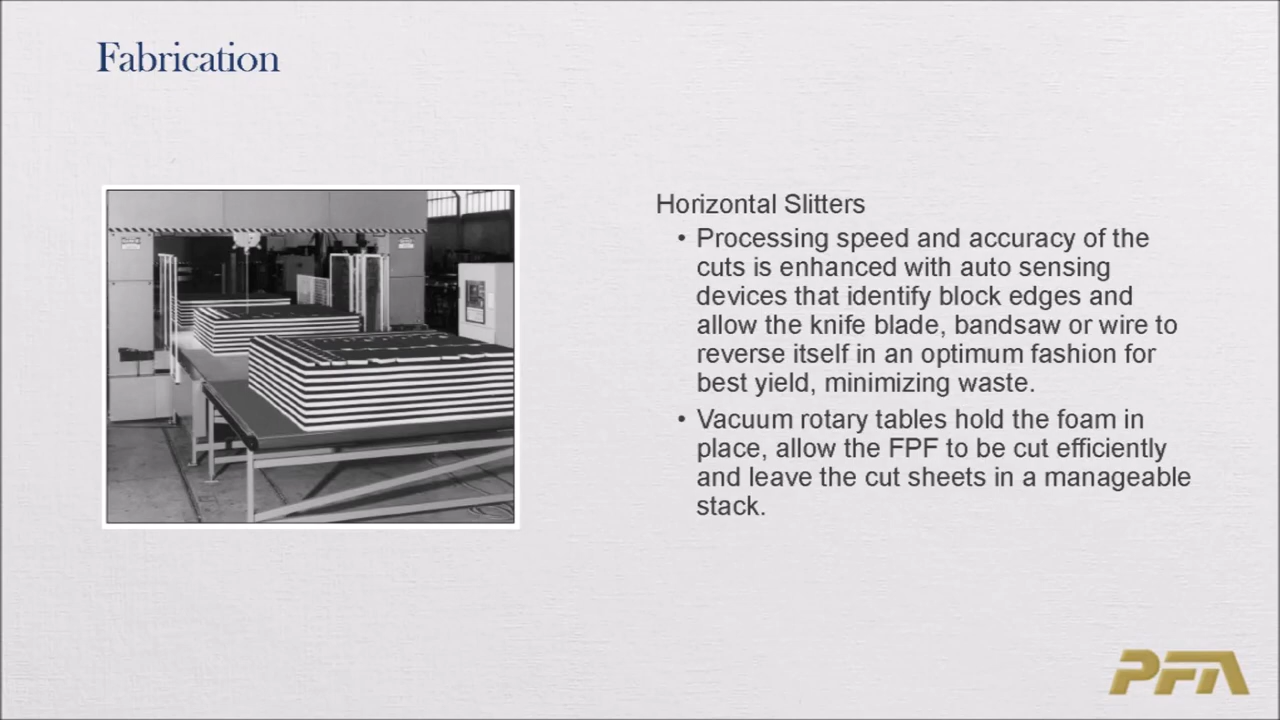 Fabrication
Horizontal Slitters
• Processing speed and accuracy of the
cuts is enhanced with auto sensing
devices that identify block edges and
allow the knife blade, bandsaw or wire to
reverse itself in an optimum fashion for
best yield, minimizing waste.
• Vacuum rotary tables hold the foam in
place, allow the FPF to be cut efficiently
and leave the cut sheets in a manageable
stack.
PFA